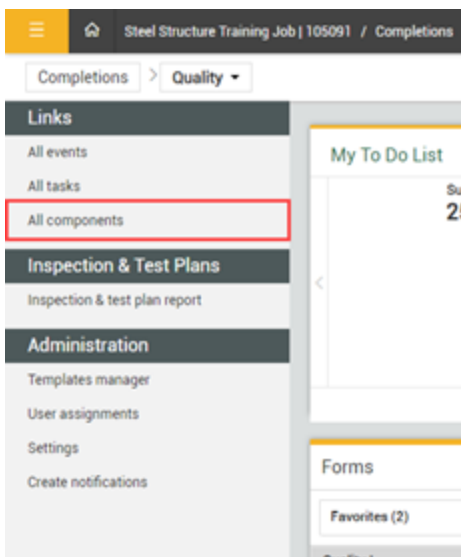 Steel Structure Training Job | 105091 / Completions
Completions > Quality
Links
All events
All tasks
All components
Inspection & Test Plans
Inspection & test plan report
Administration
Templates manager
User assignments
Settings
Create notifications
My To Do List
Forms
Favorites (2)